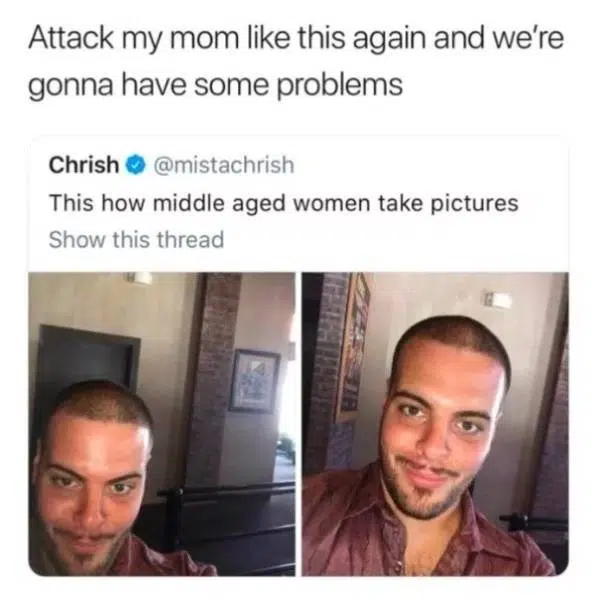 Attack my mom like this again and we’re
gonna have some problems
Chrish @mistachrish
This how middle aged women take pictures
Show this thread